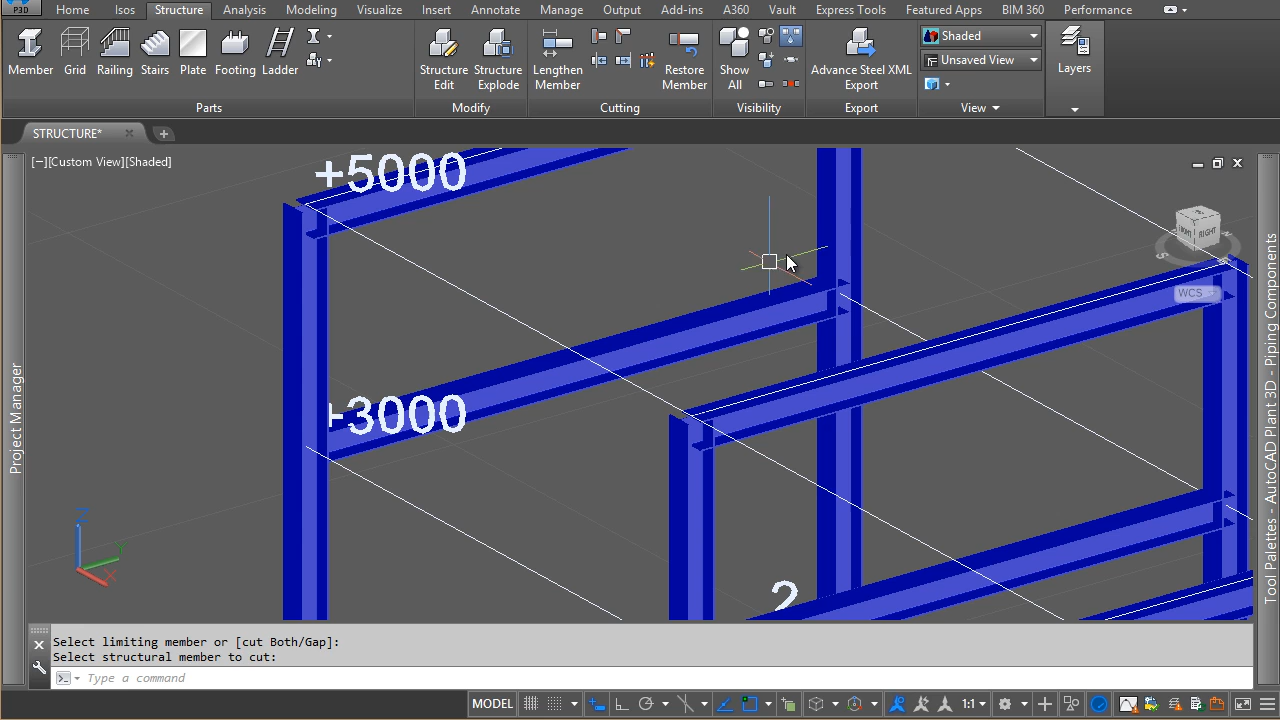 P3D
Home Isos Structure Analysis Modeling Visualize Insert Annotate Manage Output Add-ins A360 Vault Express Tools Featured Apps BIM 360 Performance
Member Grid Railing Stairs Plate Footing Ladder
Parts
Structure Edit
Structure Explode
Modify
Lengthen Member
Restore Member
Cutting
Show All
Visibility
Advance Steel XML Export
Export
Shaded
Unsaved View
View
Layers
STRUCTURE*
[−][Custom View][Shaded]
+5000
+3000
2
RIGHT
S
WCS
Z
Y
X
Project Manager
Tool Palettes - AutoCAD Plant 3D - Piping Components
Select limiting member or [cut Both/Gap]:
Select structural member to cut:
Type a command
MODEL
1:1